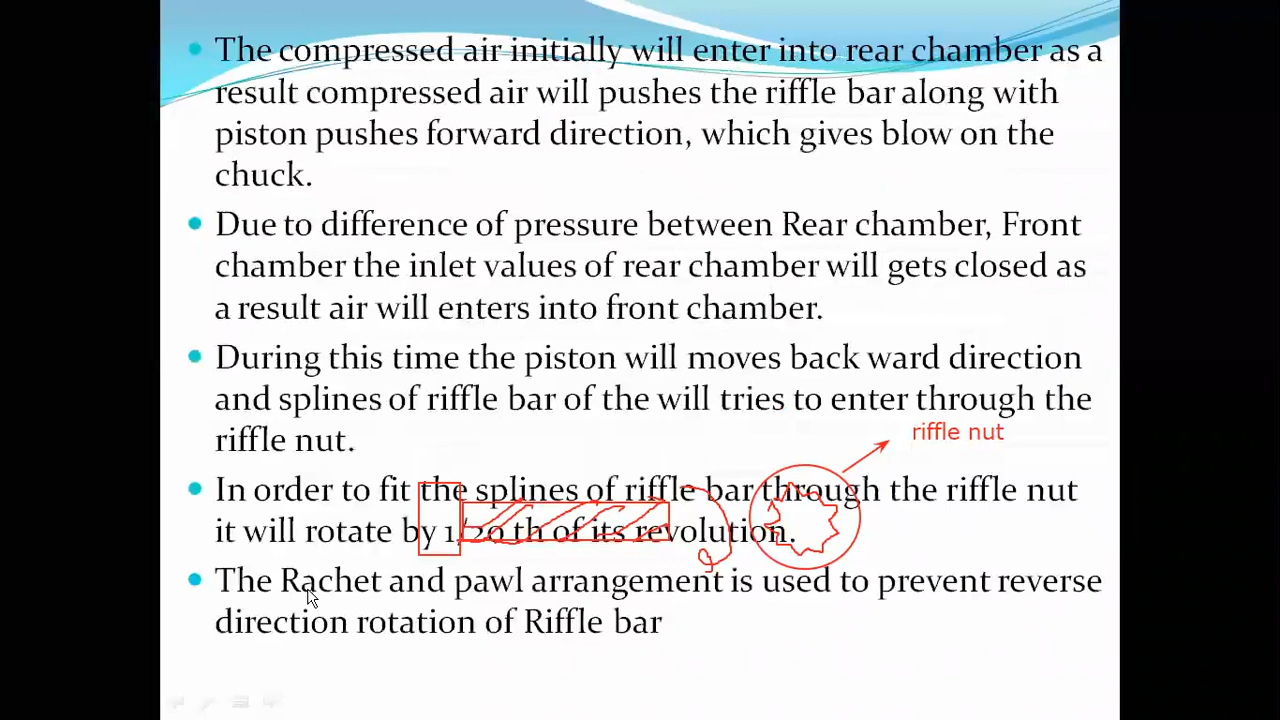 The compressed air initially will enter into rear chamber as a
result compressed air will pushes the riffle bar along with
piston pushes forward direction, which gives blow on the
chuck.
Due to difference of pressure between Rear chamber, Front
chamber the inlet values of rear chamber will gets closed as
a result air will enters into front chamber.
During this time the piston will moves back ward direction
and splines of riffle bar of the will tries to enter through the
riffle nut.
riffle nut
In order to fit the splines of riffle bar through the riffle nut
it will rotate by 1/20 th of its revolution.
The Rachet and pawl arrangement is used to prevent reverse
direction rotation of Riffle bar